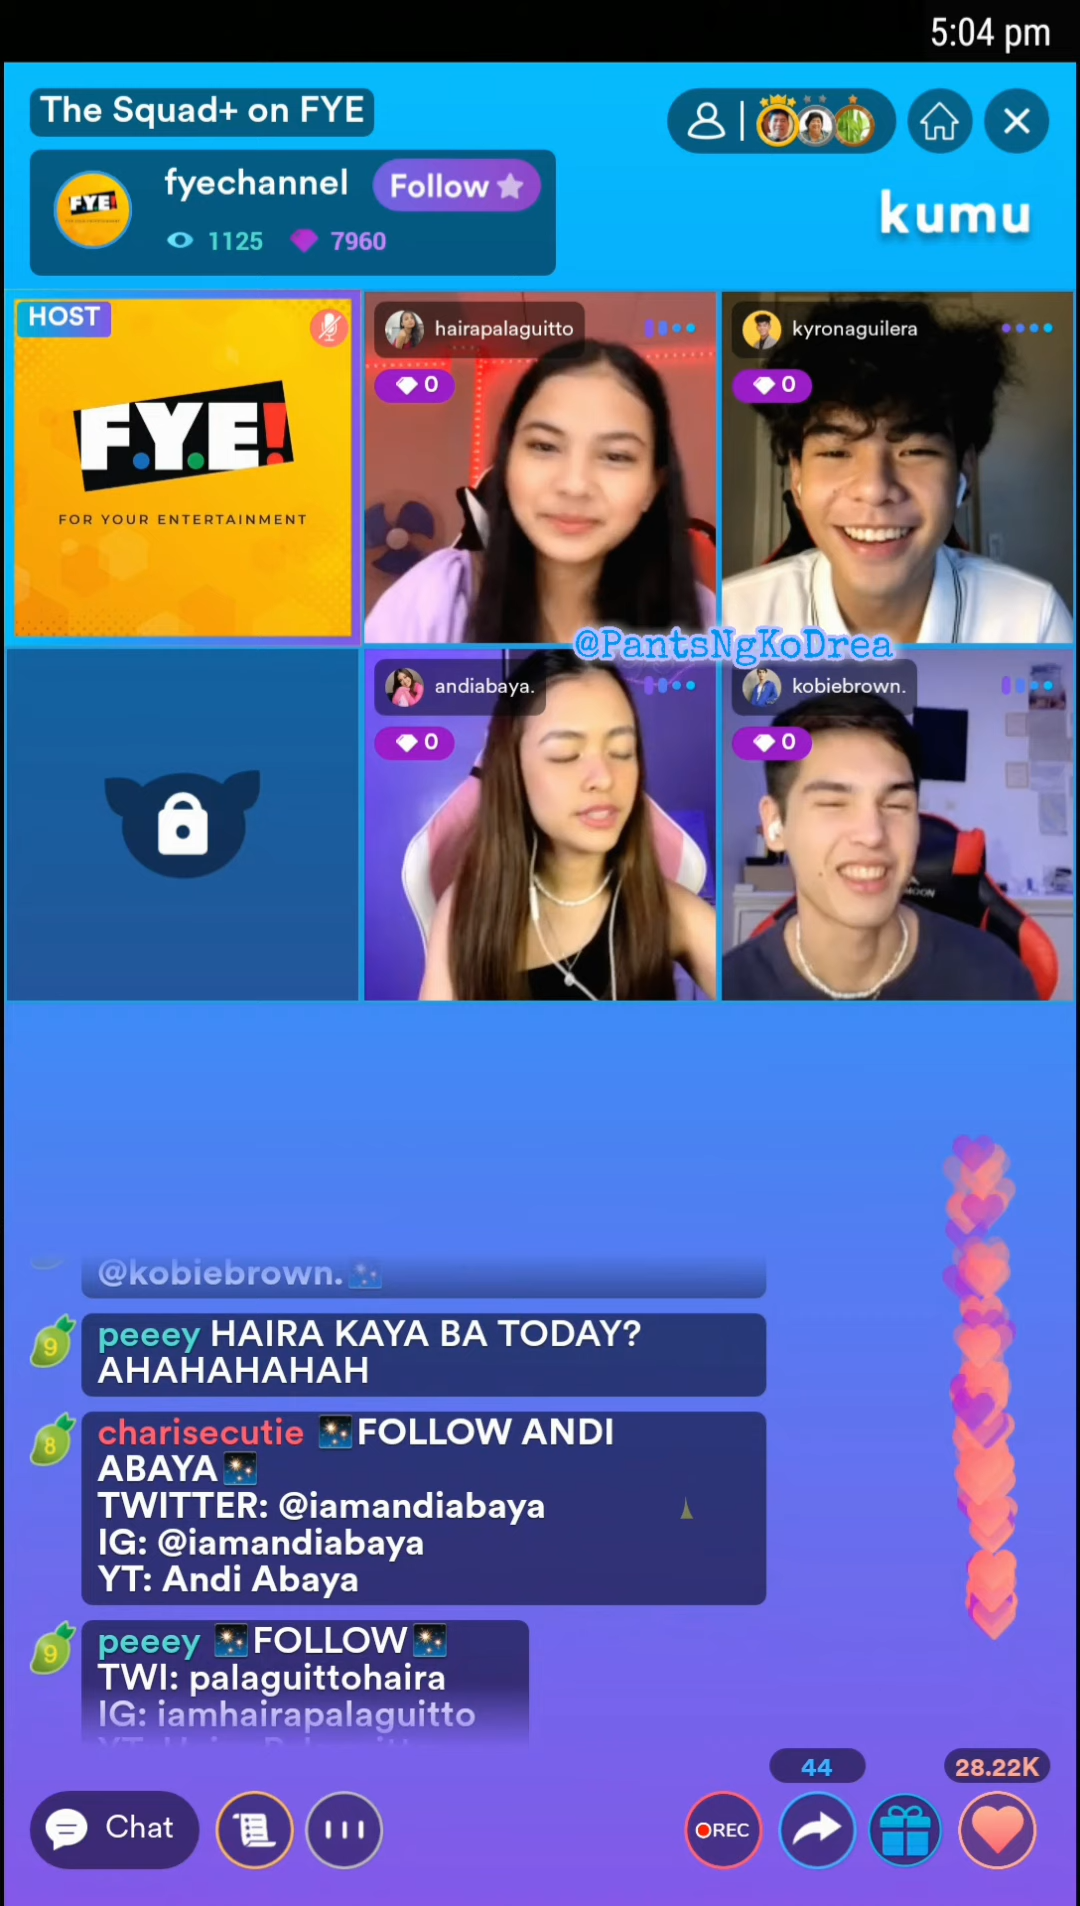 5:04 pm
The Squad+ on FYE
fyechannel
Follow
1125
7960
kumu
HOST
FYE!
F.Y.E!
FOR YOUR ENTERTAINMENT
hairapalaguitto
0
kyronaguilera
0
@PantsNgKoDrea
andiabaya.
0
kobiebrown.
0
MOON
@kobiebrown.
9
peeey HAIRA KAYA BA TODAY?
AHAHAHAHAH
8
charisecutie FOLLOW ANDI
ABAYA
TWITTER: @iamandiabaya
IG: @iamandiabaya
YT: Andi Abaya
9
peeey FOLLOW
TWI: palaguittohaira
IG: iamhairapalaguitto
44
28.22K
Chat
REC